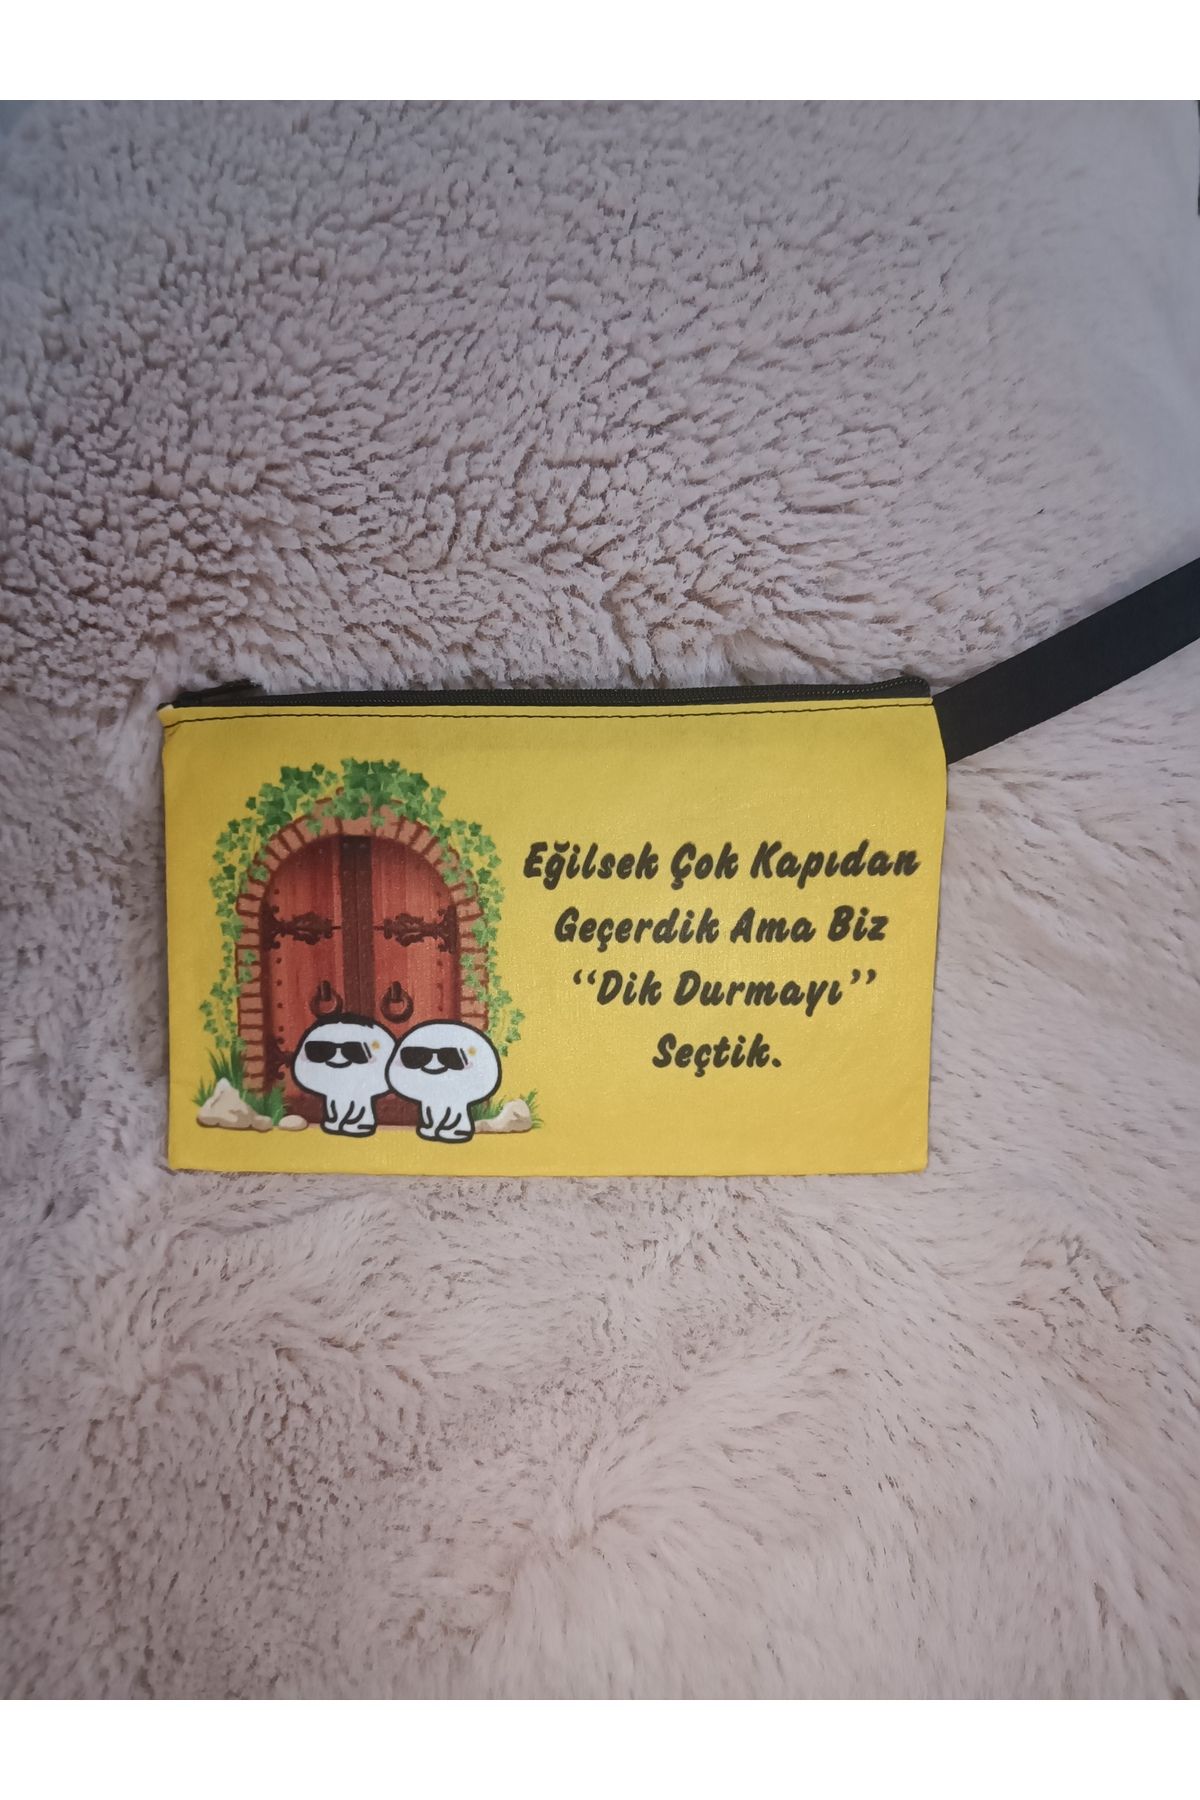 Eğilsek Çok Kapıdan
Geçerdik Ama Biz
“Dik Durmayı”
Seçtik.